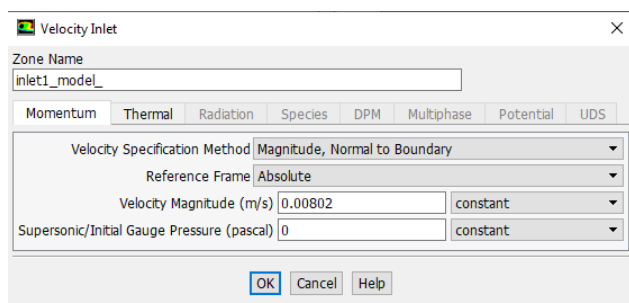 Velocity Inlet
Zone Name
inlet1_model_
Momentum Thermal Radiation Species DPM Multiphase Potential UDS
Velocity Specification Method Magnitude, Normal to Boundary
Reference Frame Absolute
Velocity Magnitude (m/s) 0.00802 constant
Supersonic/Initial Gauge Pressure (pascal) 0 constant
OK Cancel Help